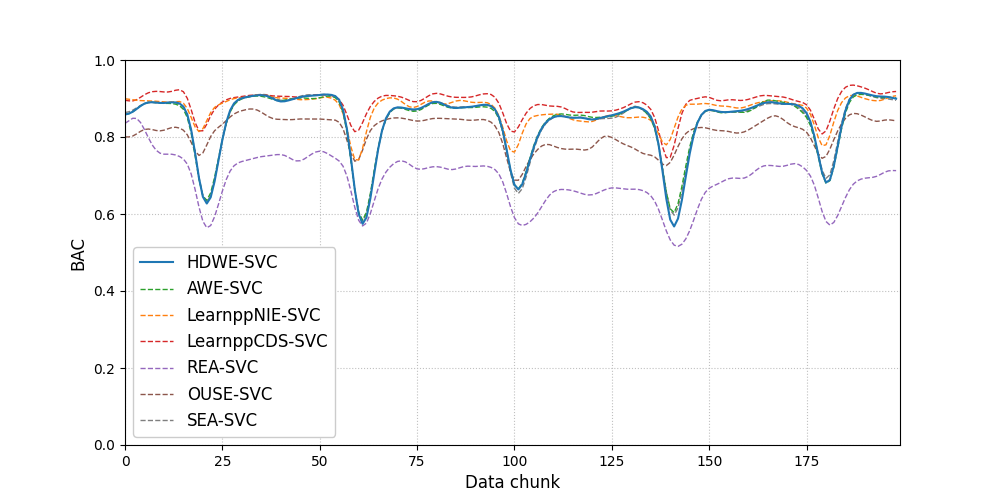 1.0
0.8
0.6
0.4
0.2
0.0
BAC
HDWE-SVC
AWE-SVC
LearnppNIE-SVC
LearnppCDS-SVC
REA-SVC
OUSE-SVC
SEA-SVC
0 25 50 75 100 125 150 175
Data chunk